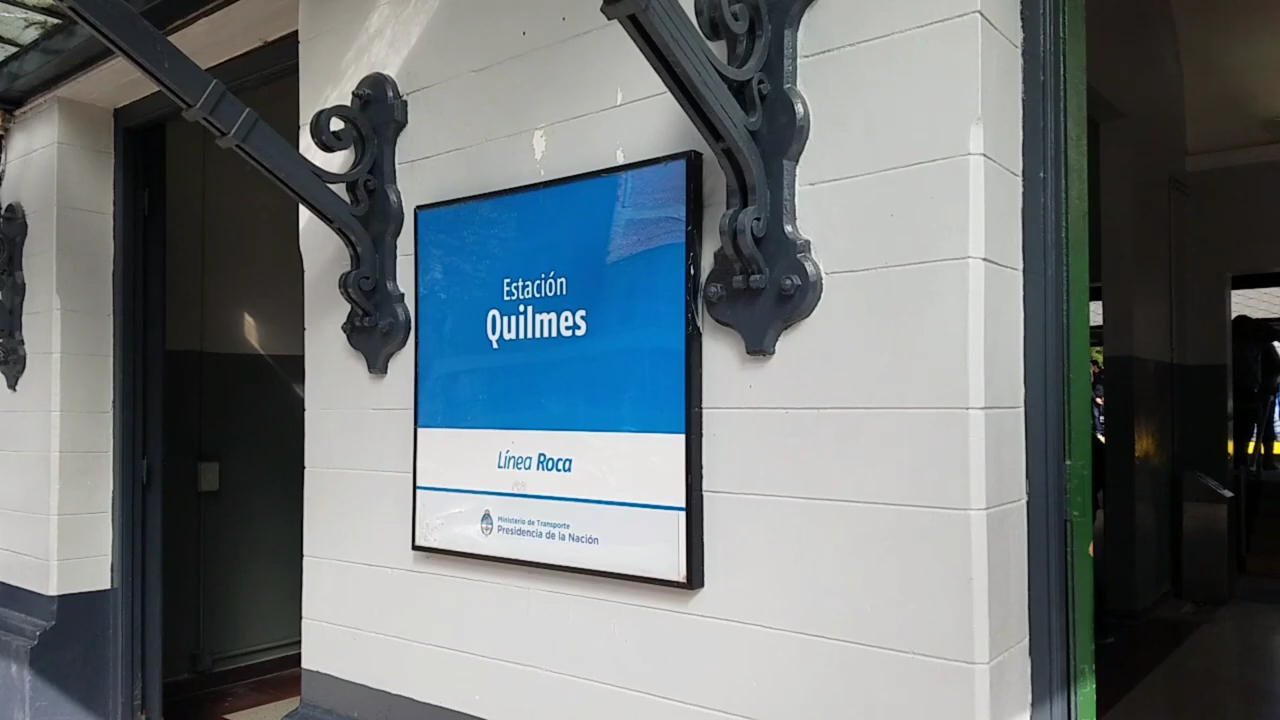 Estación
Quilmes
Línea Roca
Ministerio de Transporte
Presidencia de la Nación